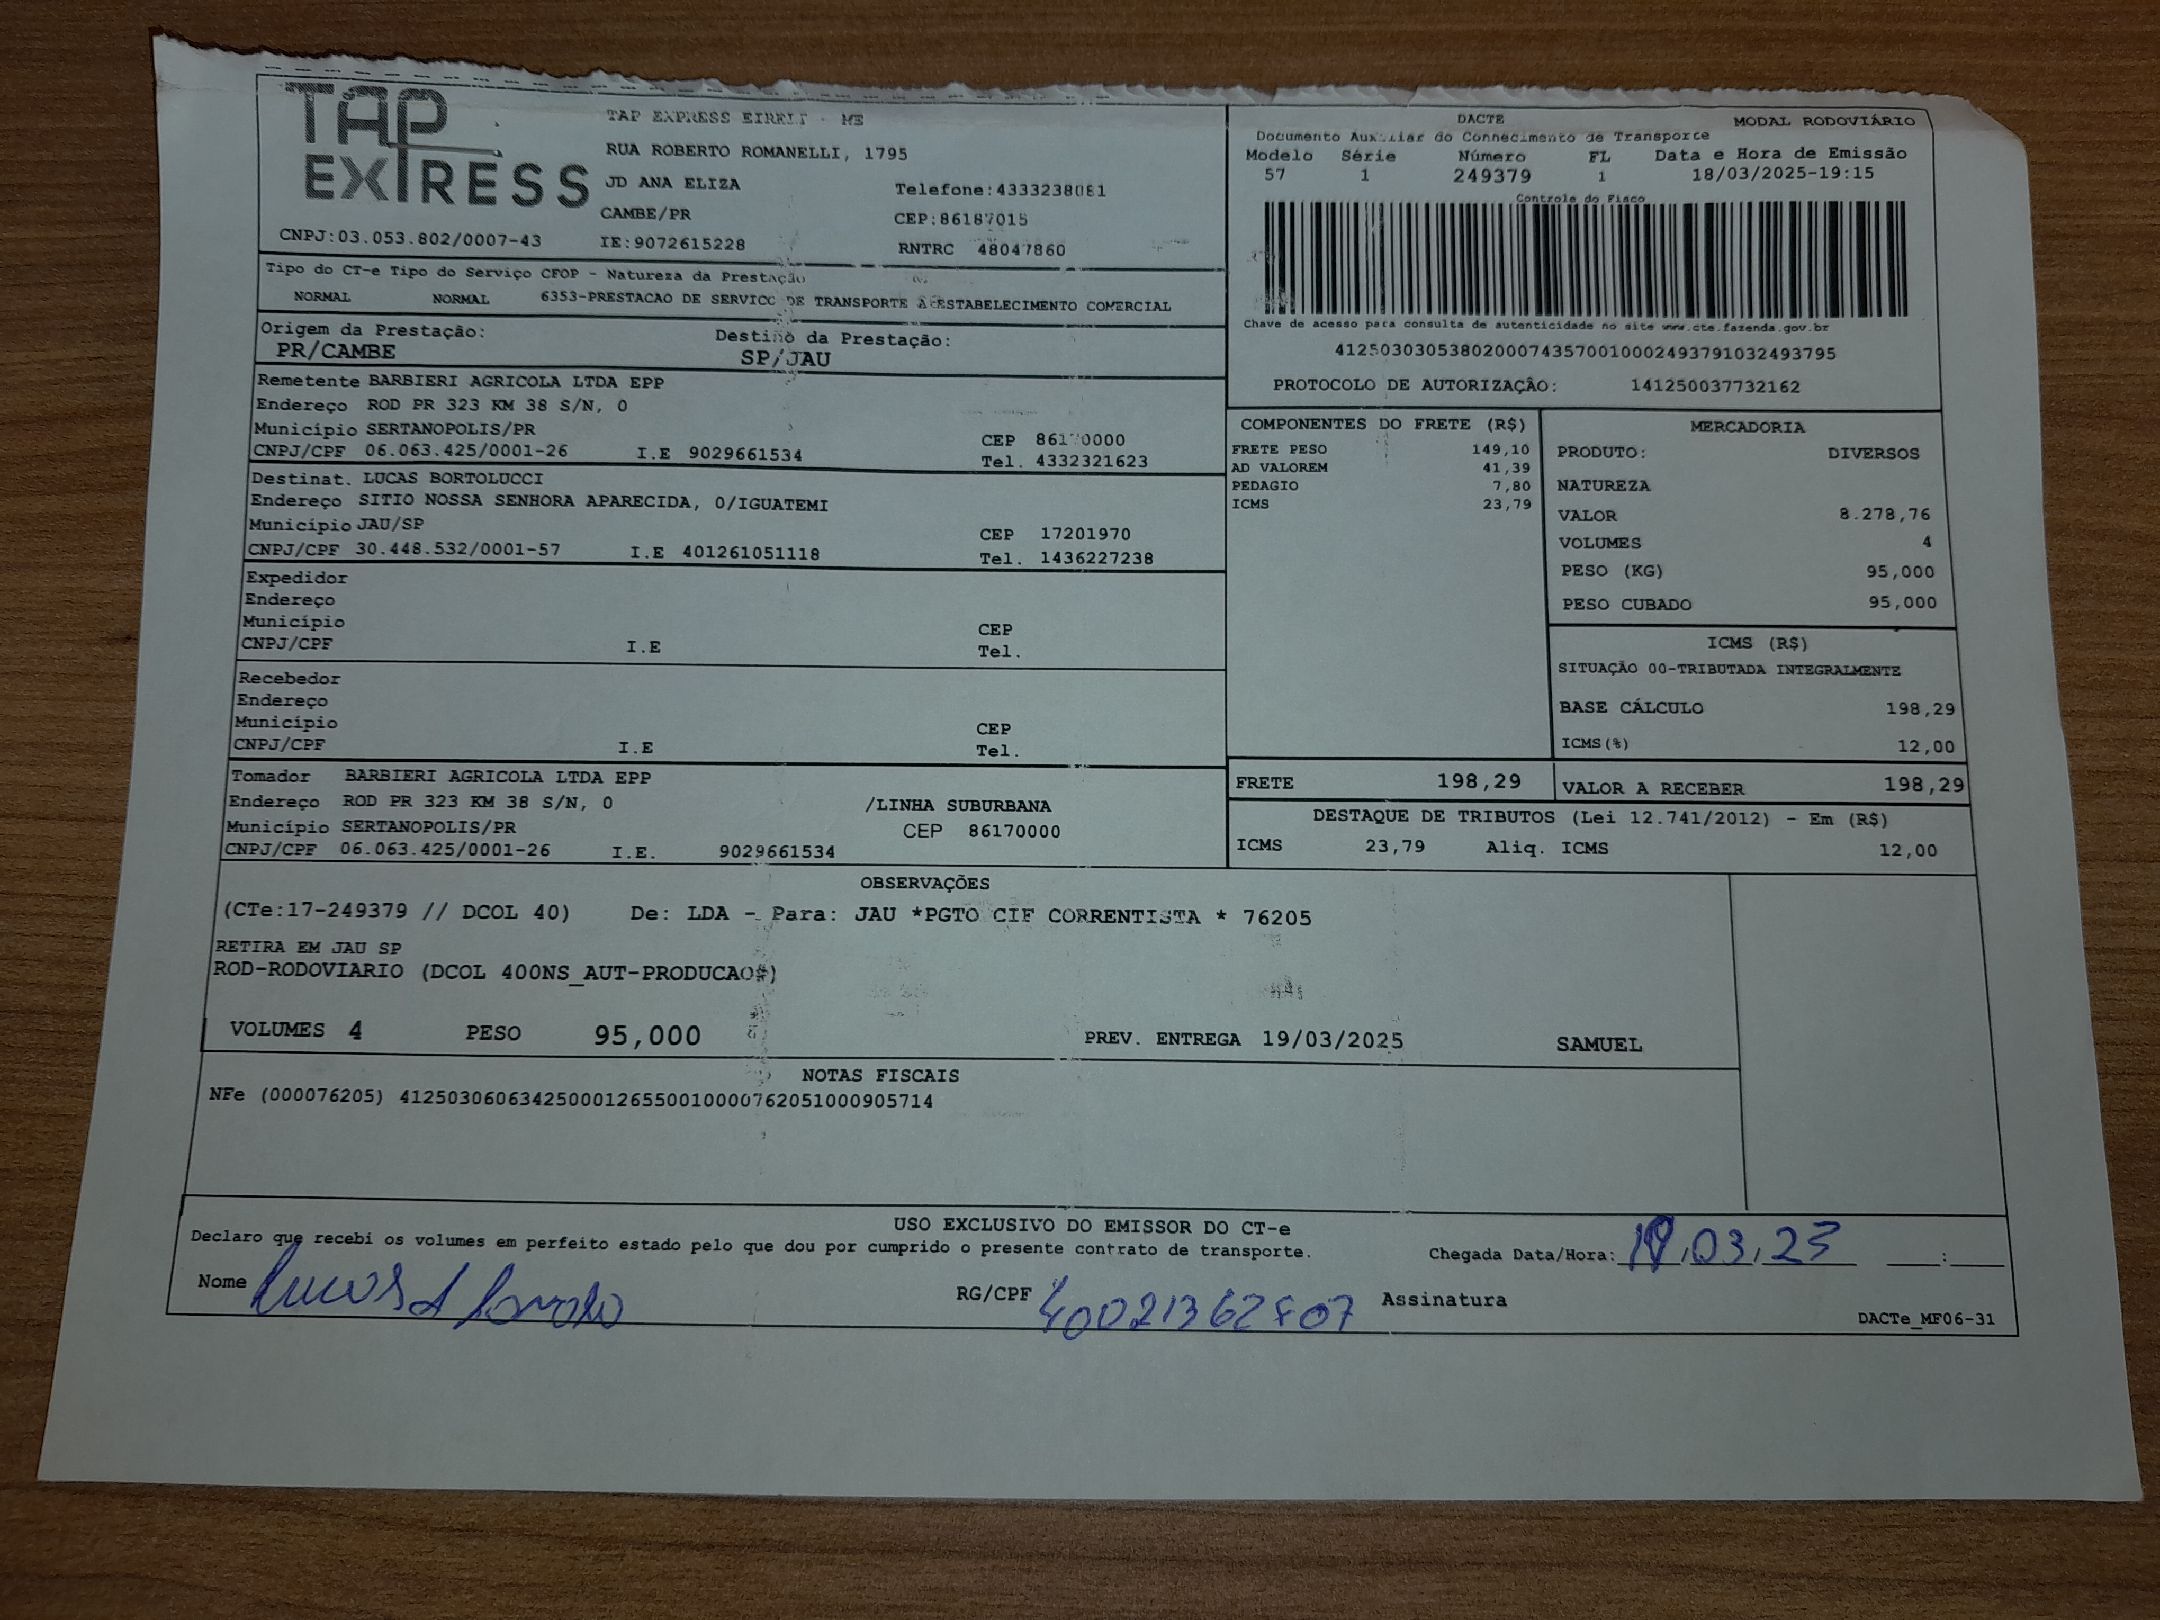 TAP EXPRESS
TAP EXPRESS EIRELI - ME
RUA ROBERTO ROMANELLI, 1795
JD ANA ELIZA Telefone:4333238081
CAMBE/PR CEP:86187015
CNPJ:03.053.802/0007-43 IE:9072615228 RNTRC 48047860
DACTE MODAL RODOVIÁRIO
Documento Auxiliar do Connecimento de Transporte
Modelo Série Número FL Data e Hora de Emissão
57 1 249379 1 18/03/2025-19:15
Controle do Fisco
Chave de acesso para consulta de autenticidade no site www.cte.fazenda.gov.br
41250303053802000743570010002493791032493795
PROTOCOLO DE AUTORIZAÇÃO: 141250037732162
Tipo do CT-e Tipo do Serviço CFOP - Natureza da Prestação
NORMAL NORMAL 6353-PRESTACAO DE SERVICO DE TRANSPORTE A ESTABELECIMENTO COMERCIAL
Origem da Prestação: Destino da Prestação:
PR/CAMBE SP/JAU
Remetente BARBIERI AGRICOLA LTDA EPP
Endereço ROD PR 323 KM 38 S/N, 0
Município SERTANOPOLIS/PR CEP 86170000
CNPJ/CPF 06.063.425/0001-26 I.E 9029661534 Tel. 4332321623
Destinat. LUCAS BORTOLUCCI
Endereço SITIO NOSSA SENHORA APARECIDA, 0/IGUATEMI
Município JAU/SP CEP 17201970
CNPJ/CPF 30.448.532/0001-57 I.E 401261051118 Tel. 1436227238
Expedidor
Endereço
Município CEP
CNPJ/CPF I.E Tel.
Recebedor
Endereço
Município CEP
CNPJ/CPF I.E Tel.
Tomador BARBIERI AGRICOLA LTDA EPP
Endereço ROD PR 323 KM 38 S/N, 0 /LINHA SUBURBANA
Município SERTANOPOLIS/PR CEP 86170000
CNPJ/CPF 06.063.425/0001-26 I.E. 9029661534
COMPONENTES DO FRETE (R$)
FRETE PESO 149,10
AD VALOREM 41,39
PEDAGIO 7,80
ICMS 23,79
MERCADORIA
PRODUTO: DIVERSOS
NATUREZA
VALOR 8.278,76
VOLUMES 4
PESO (KG) 95,000
PESO CUBADO 95,000
ICMS (R$)
SITUAÇÃO 00-TRIBUTADA INTEGRALMENTE
BASE CÁLCULO 198,29
ICMS(%) 12,00
FRETE 198,29 VALOR A RECEBER 198,29
DESTAQUE DE TRIBUTOS (Lei 12.741/2012) - Em (R$)
ICMS 23,79 Aliq. ICMS 12,00
OBSERVAÇÕES
(CTe:17-249379 // DCOL 40) De: LDA - Para: JAU *PGTO CIF CORRENTISTA * 76205
RETIRA EM JAU SP
ROD-RODOVIARIO (DCOL 400NS_AUT-PRODUCAO#)
VOLUMES 4 PESO 95,000 PREV. ENTREGA 19/03/2025 SAMUEL
NOTAS FISCAIS
NFe (000076205) 41250306063425000126550010000762051000905714
USO EXCLUSIVO DO EMISSOR DO CT-e
Declaro que recebi os volumes em perfeito estado pelo que dou por cumprido o presente contrato de transporte.
Chegada Data/Hora: 19.03.25 :
Nome Lucas RG/CPF Assinatura
DACTe_MF06-31